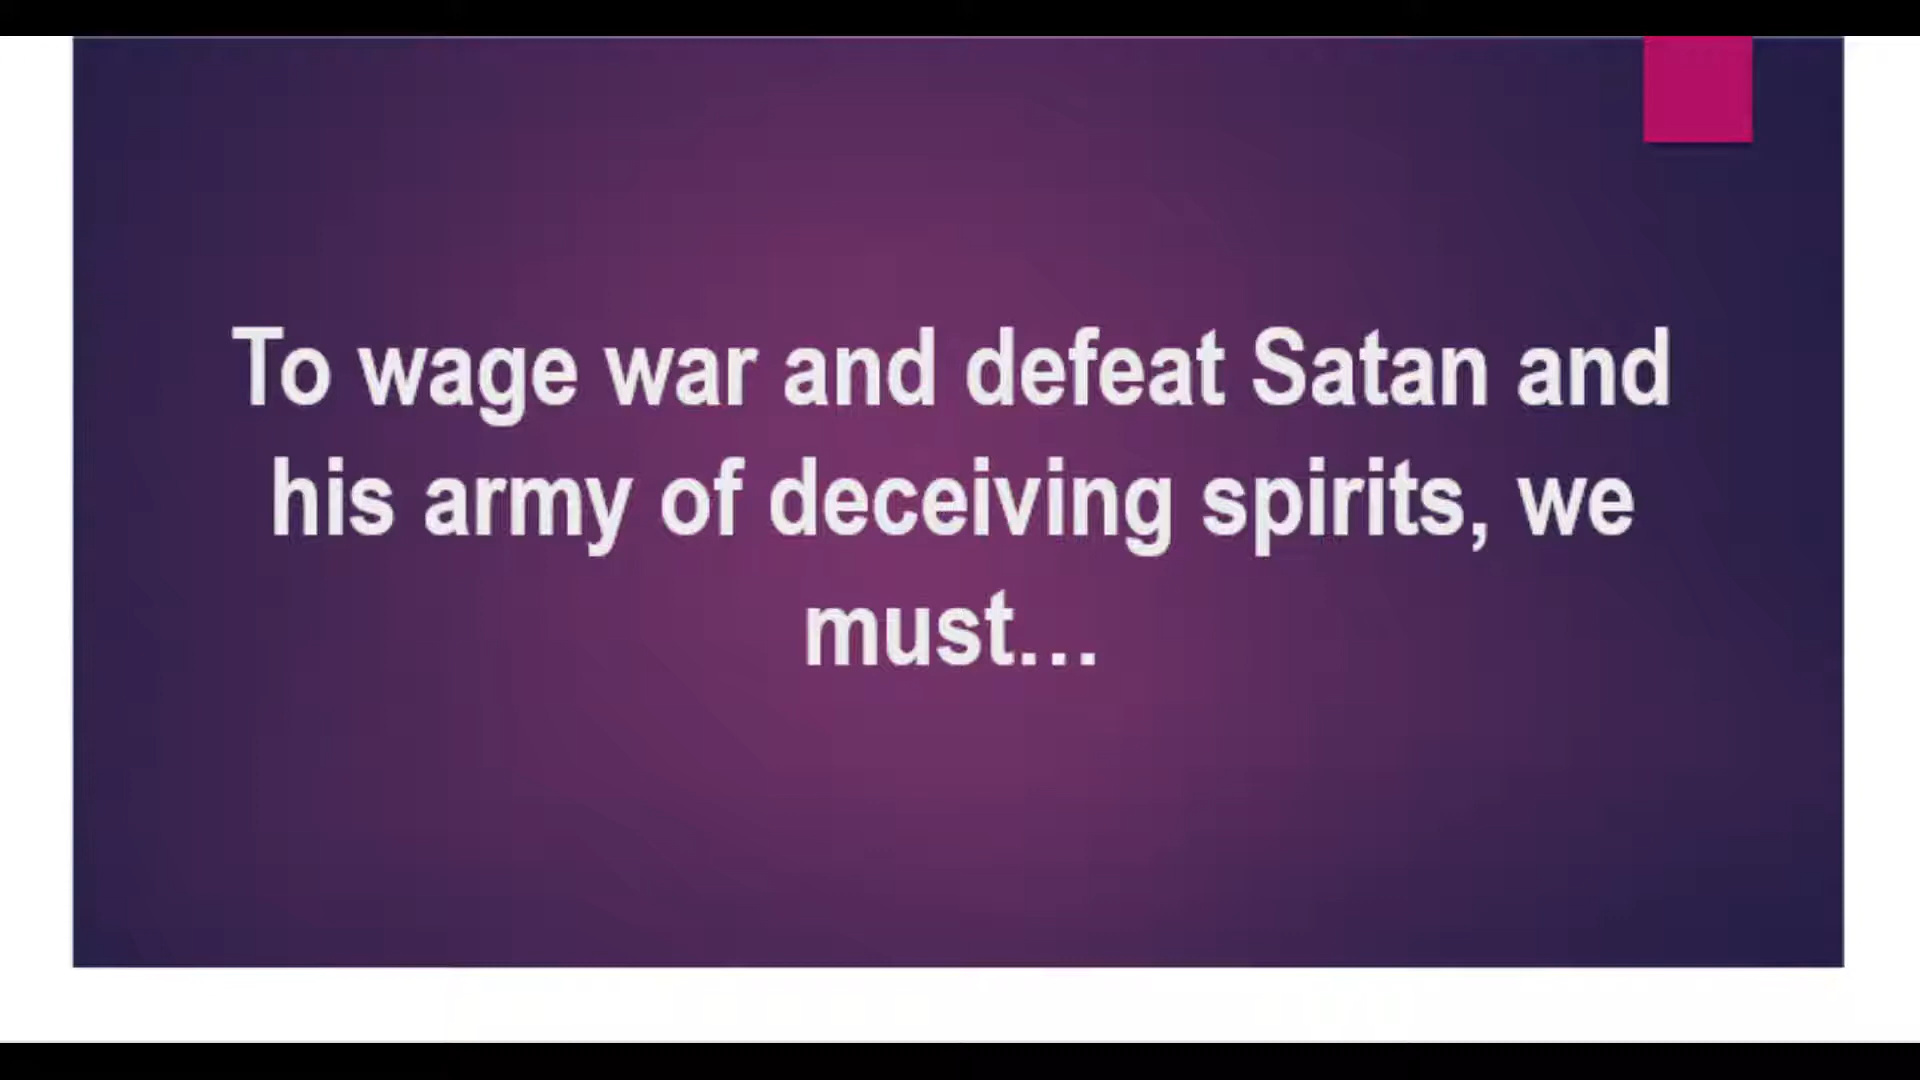 To wage war and defeat Satan and
his army of deceiving spirits, we
must...